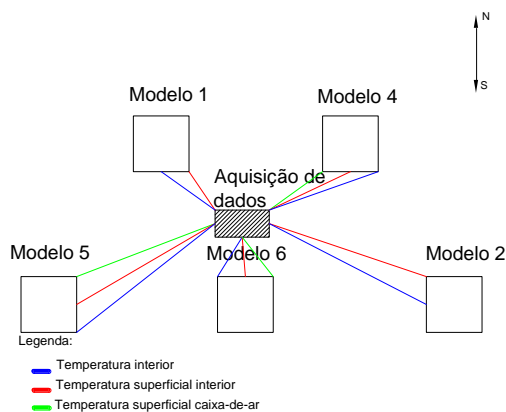 N
S
Modelo 1
Modelo 4
Aquisição de
dados
Modelo 5
Modelo 6
Modelo 2
Legenda:
Temperatura interior
Temperatura superficial interior
Temperatura superficial caixa-de-ar